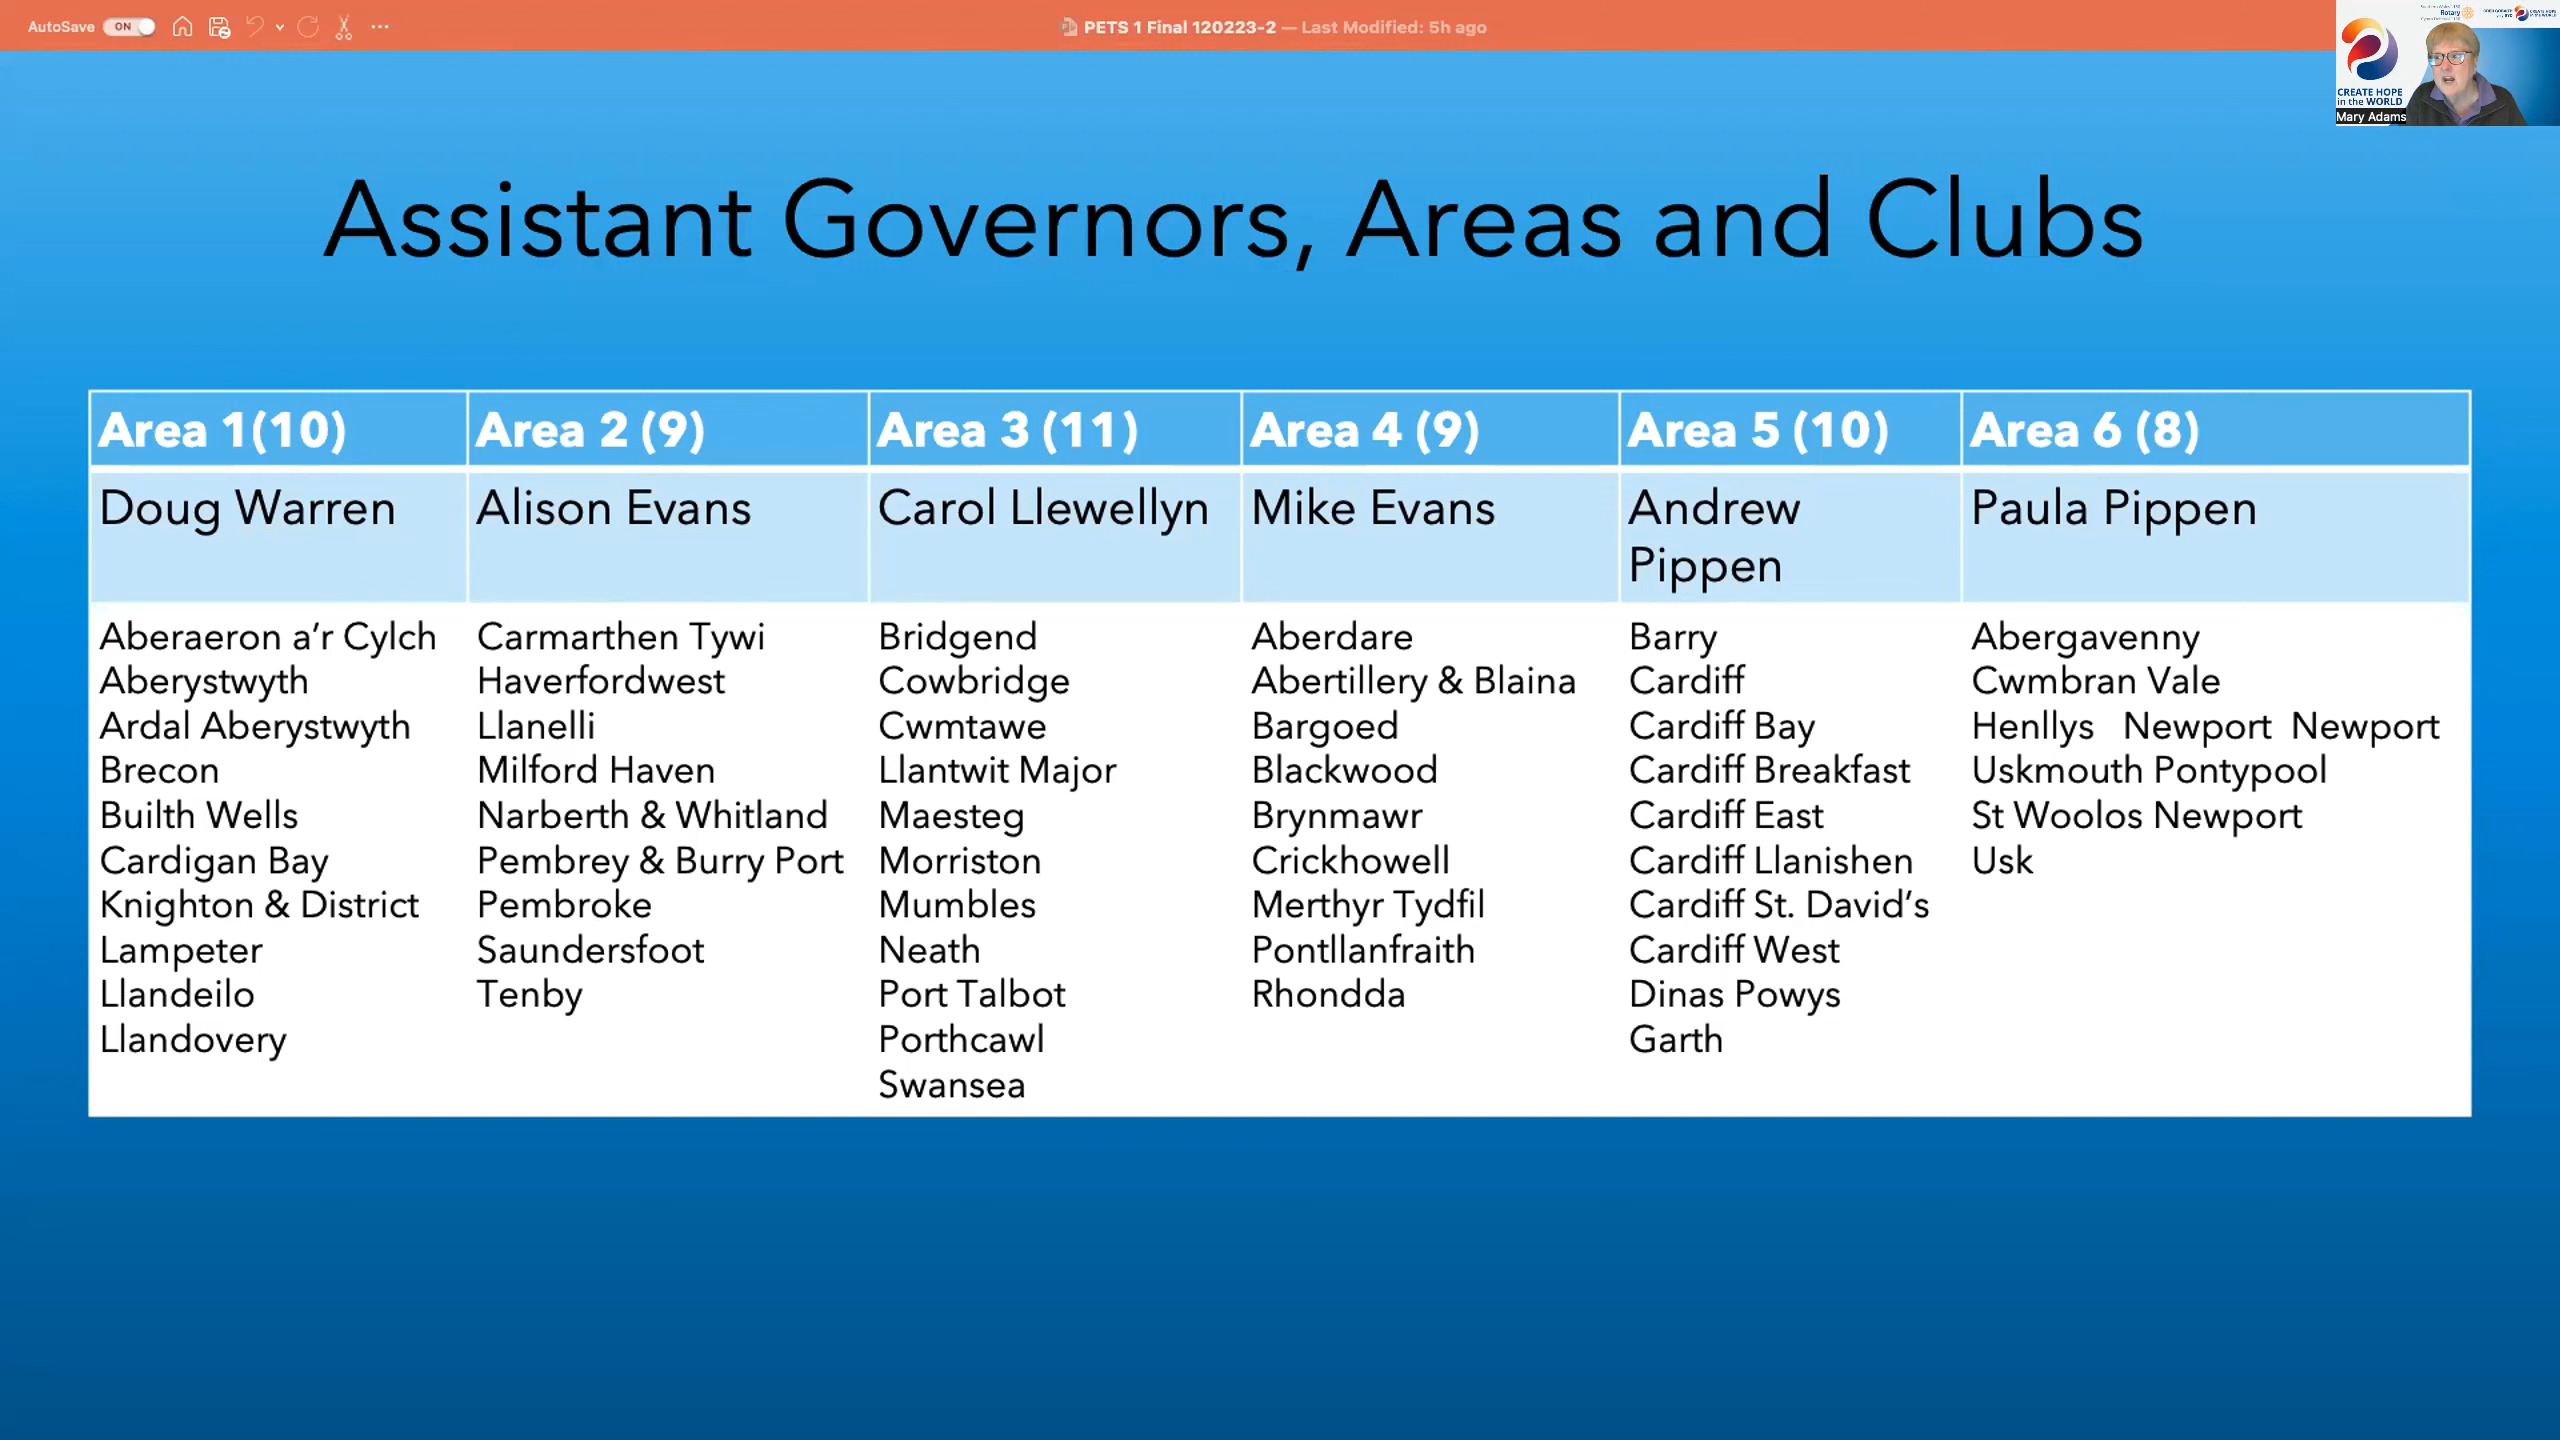 AutoSave ON
PETS 1 Final 120223-2 — Last Modified: 5h ago
Rotary
CREATE HOPE
in the WORLD
Mary Adams
Assistant Governors, Areas and Clubs
Area 1(10)
Doug Warren
Aberaeron a’r Cylch
Aberystwyth
Ardal Aberystwyth
Brecon
Builth Wells
Cardigan Bay
Knighton & District
Lampeter
Llandeilo
Llandovery
Area 2 (9)
Alison Evans
Carmarthen Tywi
Haverfordwest
Llanelli
Milford Haven
Narberth & Whitland
Pembrey & Burry Port
Pembroke
Saundersfoot
Tenby
Area 3 (11)
Carol Llewellyn
Bridgend
Cowbridge
Cwmtawe
Llantwit Major
Maesteg
Morriston
Mumbles
Neath
Port Talbot
Porthcawl
Swansea
Area 4 (9)
Mike Evans
Aberdare
Abertillery & Blaina
Bargoed
Blackwood
Brynmawr
Crickhowell
Merthyr Tydfil
Pontllanfraith
Rhondda
Area 5 (10)
Andrew
Pippen
Barry
Cardiff
Cardiff Bay
Cardiff Breakfast
Cardiff East
Cardiff Llanishen
Cardiff St. David’s
Cardiff West
Dinas Powys
Garth
Area 6 (8)
Paula Pippen
Abergavenny
Cwmbran Vale
Henllys Newport Newport
Uskmouth Pontypool
St Woolos Newport
Usk